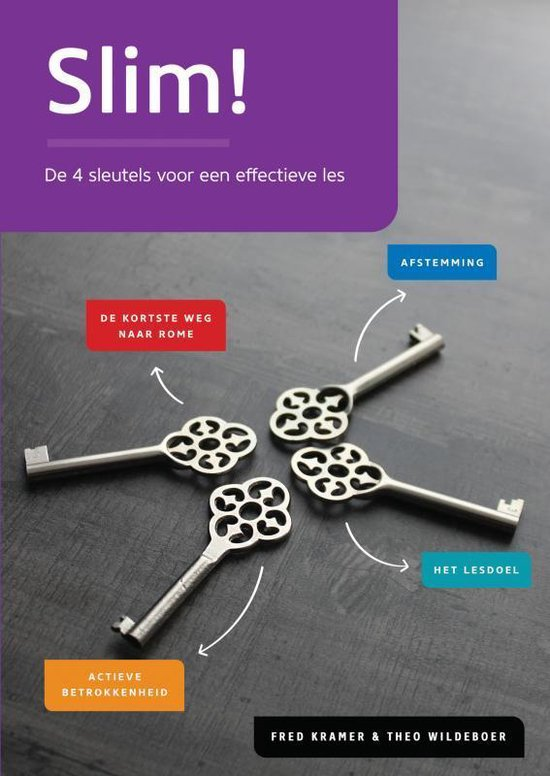 Slim!
De 4 sleutels voor een effectieve les
AFSTEMMING
DE KORTSTE WEG
NAAR ROME
HET LESDOEL
ACTIEVE
BETROKKENHEID
FRED KRAMER & THEO WILDEBOER